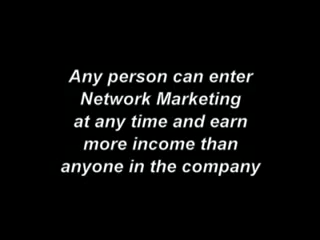 Any person can enter
Network Marketing
at any time and earn
more income than
anyone in the company